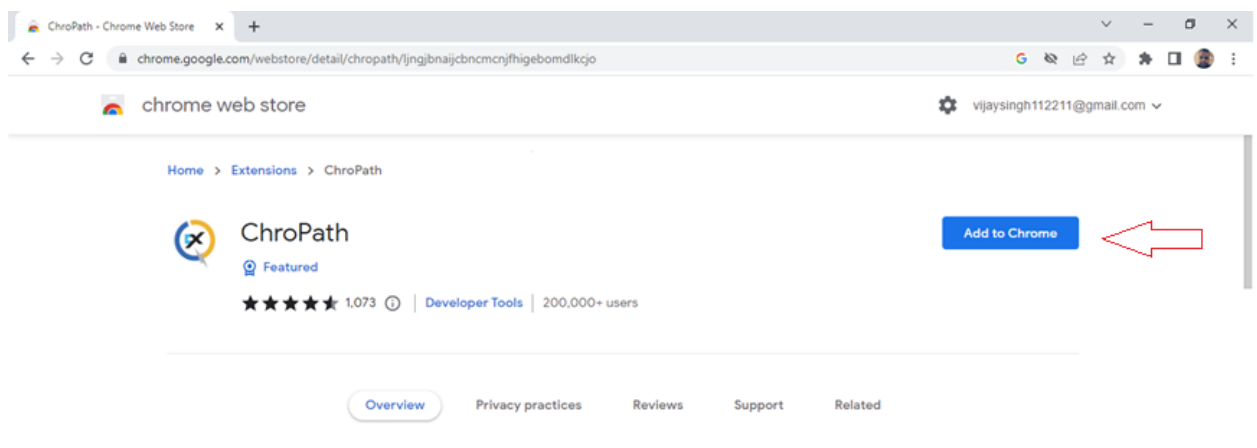 ChroPath - Chrome Web Store
chrome.google.com/webstore/detail/chropath/ljngjbnaijcbncmcnjfhigebomdlkcjo
chrome web store
vijaysingh112211@gmail.com
Home > Extensions > ChroPath
ChroPath
Add to Chrome
Featured
1,073 Developer Tools 200,000+ users
Overview Privacy practices Reviews Support Related